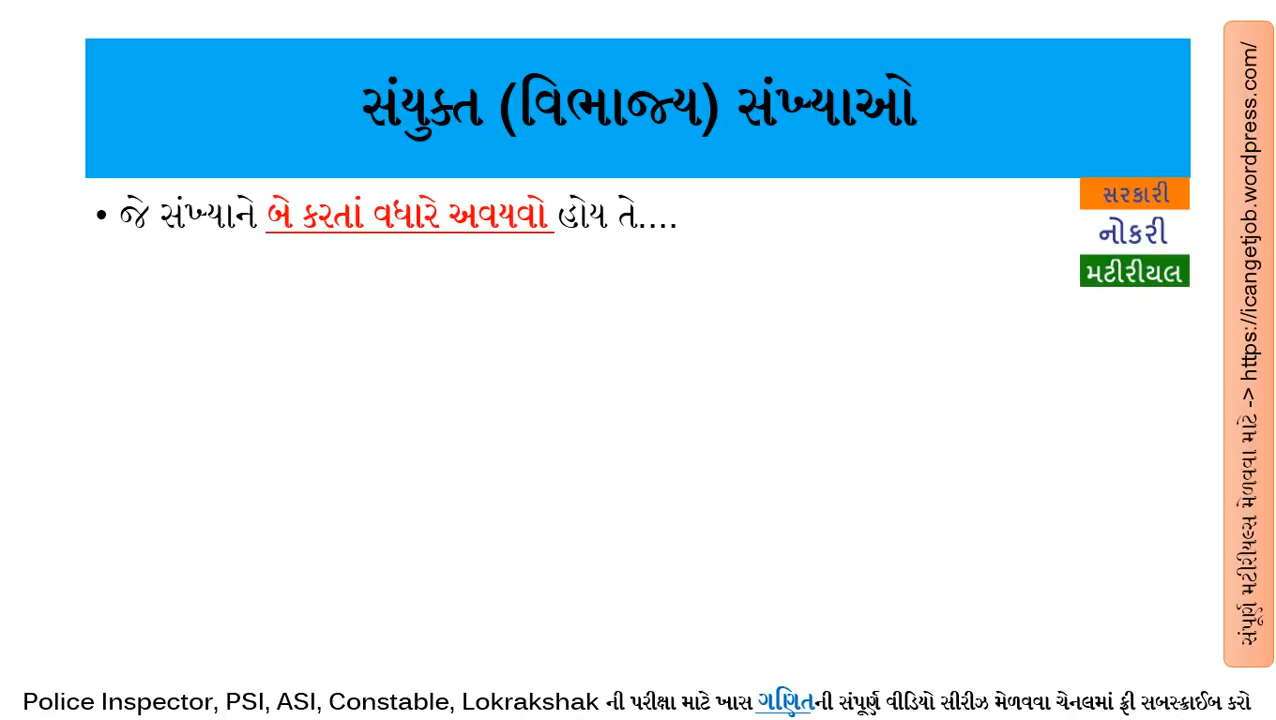 સંયુક્ત (વિભાજ્ય) સંખ્યાઓ
• જે સંખ્યાને બે કરતાં વધારે અવયવો હોય તે....
સરકારી
નોકરી
મટીરીયલ
સંપૂર્ણ મટીરીયલ્સ મેળવવા માટે -> https://icangetjob.wordpress.com/
Police Inspector, PSI, ASI, Constable, Lokrakshak ની પરીક્ષા માટે ખાસ ગણિતની સંપૂર્ણ વીડિયો સીરીઝ મેળવવા ચેનલમાં ફ્રી સબસ્ક્રાઈબ કરો